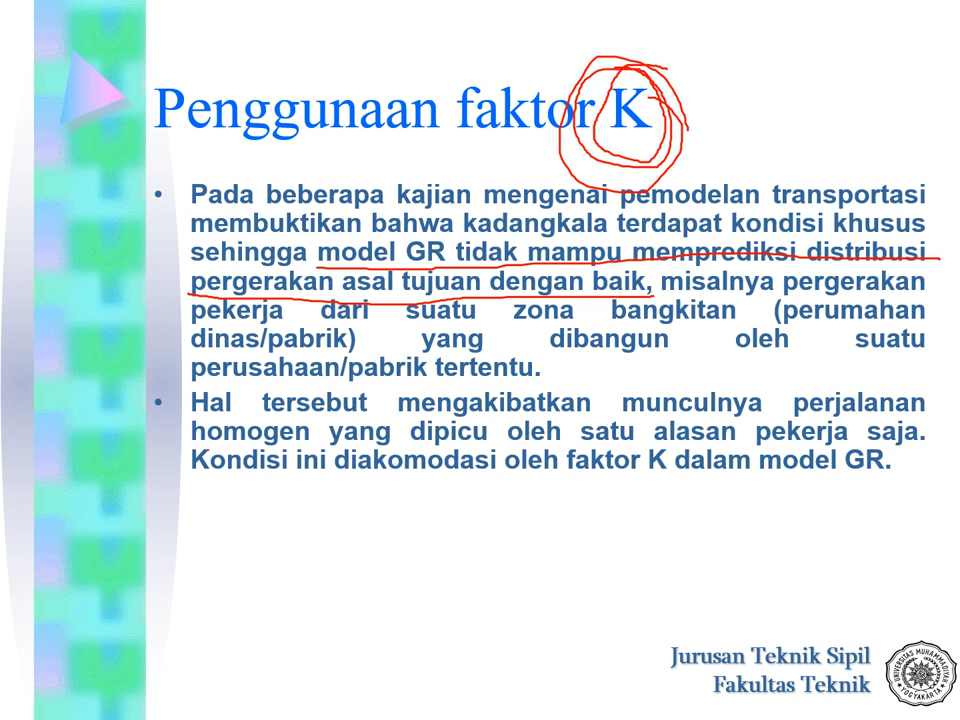 Penggunaan faktor K
• Pada beberapa kajian mengenai pemodelan transportasi
membuktikan bahwa kadangkala terdapat kondisi khusus
sehingga model GR tidak mampu memprediksi distribusi
pergerakan asal tujuan dengan baik, misalnya pergerakan
pekerja dari suatu zona bangkitan (perumahan
dinas/pabrik) yang dibangun oleh suatu
perusahaan/pabrik tertentu.
• Hal tersebut mengakibatkan munculnya perjalanan
homogen yang dipicu oleh satu alasan pekerja saja.
Kondisi ini diakomodasi oleh faktor K dalam model GR.
Jurusan Teknik Sipil
Fakultas Teknik
UNIVERSITAS MUHAMMADIYAH
YOGYAKARTA